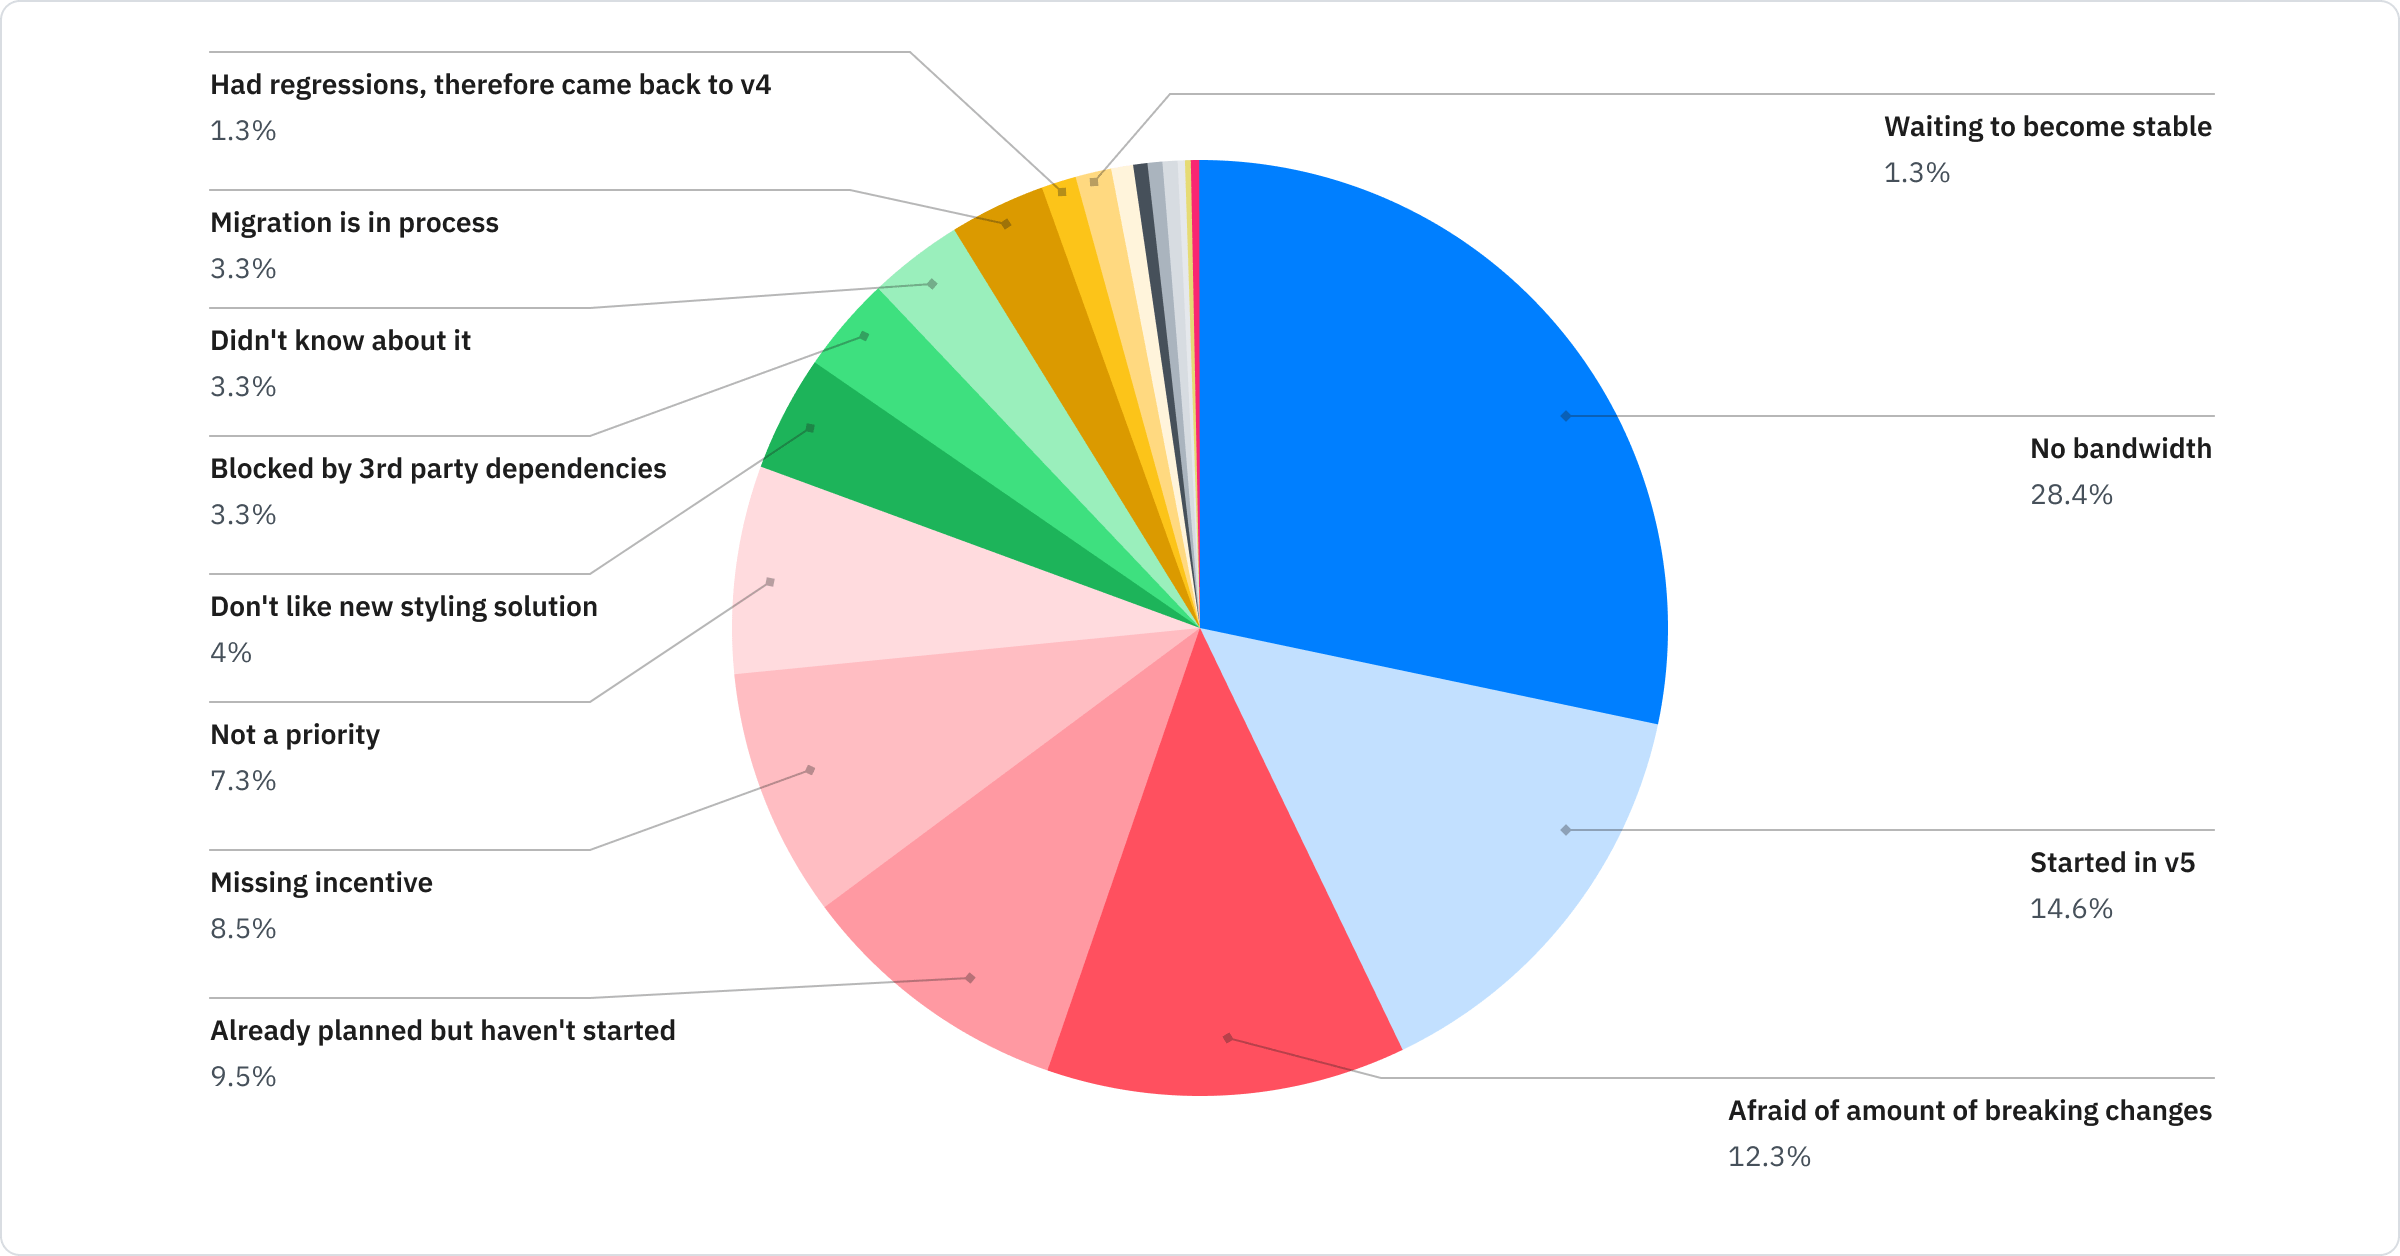 Had regressions, therefore came back to v4
1.3%
Migration is in process
3.3%
Didn't know about it
3.3%
Blocked by 3rd party dependencies
3.3%
Don't like new styling solution
4%
Not a priority
7.3%
Missing incentive
8.5%
Already planned but haven't started
9.5%
Waiting to become stable
1.3%
No bandwidth
28.4%
Started in v5
14.6%
Afraid of amount of breaking changes
12.3%